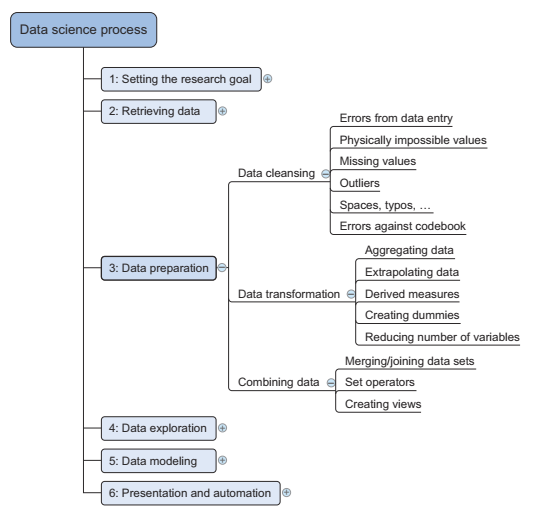 Data science process
1: Setting the research goal
2: Retrieving data
3: Data preparation
Data cleansing
Errors from data entry
Physically impossible values
Missing values
Outliers
Spaces, typos, …
Errors against codebook
Data transformation
Aggregating data
Extrapolating data
Derived measures
Creating dummies
Reducing number of variables
Combining data
Merging/joining data sets
Set operators
Creating views
4: Data exploration
5: Data modeling
6: Presentation and automation